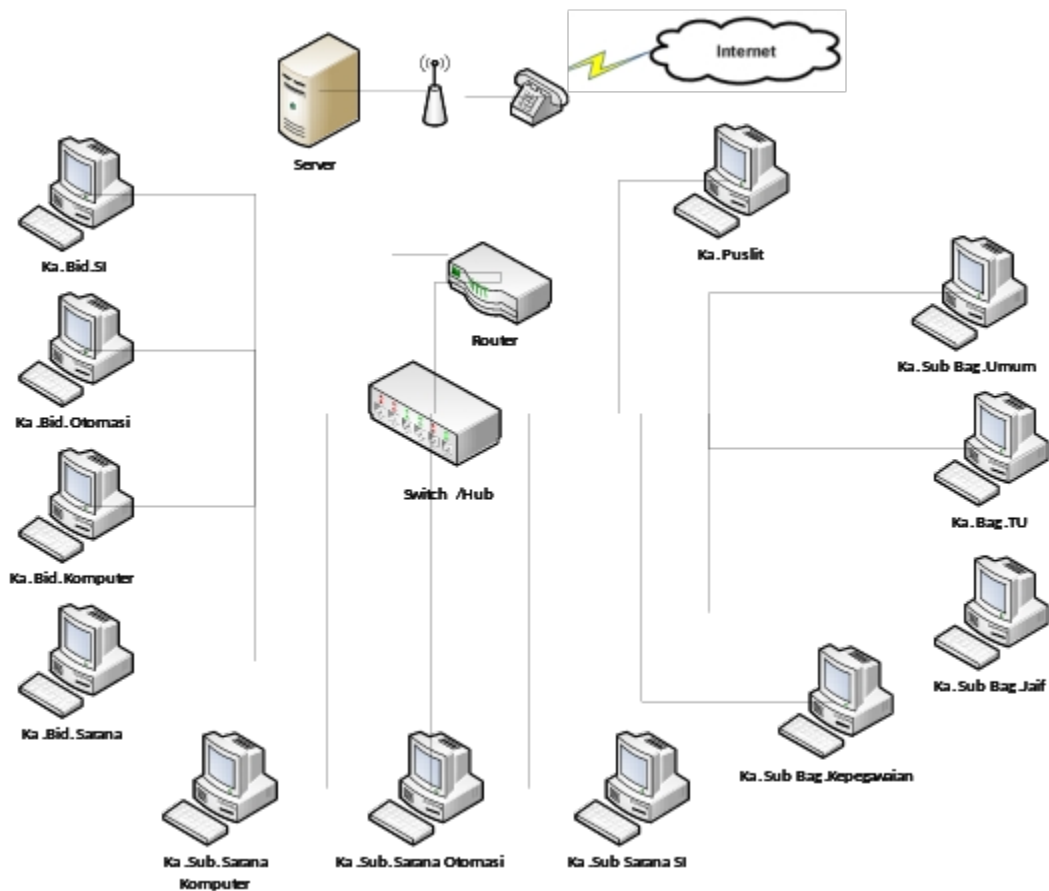 Internet
Server
Ka.Bid.SI
Ka.Puslit
Router
Ka.Sub Bag.Umum
Ka.Bid.Otomasi
Switch /Hub
Ka.Bag.TU
Ka.Bid.Komputer
Ka.Sub Bag.Jaif
Ka.Bid.Sarana
Ka.Sub Bag.Kepegawaian
Ka.Sub.Sarana
Komputer
Ka.Sub.Sarana Otomasi
Ka.Sub Sarana SI